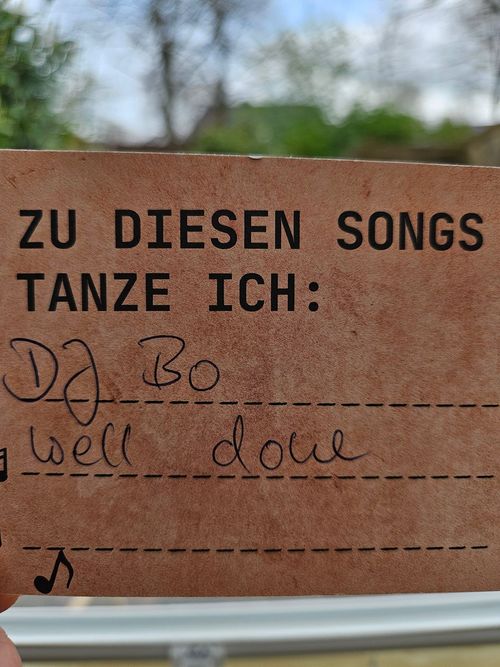 ZU DIESEN SONGS
TANZE ICH:
DJ Bo
well done